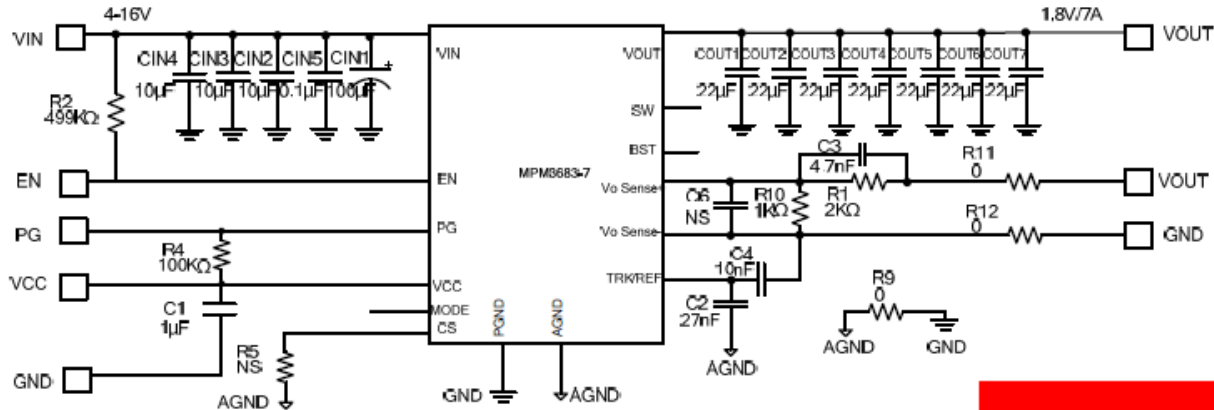 4-16V
1.8V/7A
VIN
VIN
VOUT
VOUT
CIN4
CIN3
CIN2
CIN5
CIN1
+
10µF
10µF
10µF
0.1µF
100µF
COUT1
COUT2
COUT3
COUT4
COUT5
COUT6
COUT7
22µF
22µF
22µF
22µF
22µF
22µF
22µF
R2
499KΩ
SW
BST
C3
4.7nF
R11
0
EN
EN
MPM3683-7
Vo Sense+
VOUT
C6
NS
R10
1KΩ
R1
2KΩ
R12
0
PG
PG
Vo Sense-
GND
R4
100KΩ
C4
10nF
VCC
VCC
TRK/REF
C2
27nF
R9
0
C1
1µF
MODE
CS
PGND
AGND
R5
NS
AGND
GND
AGND
GND
AGND
GND
AGND